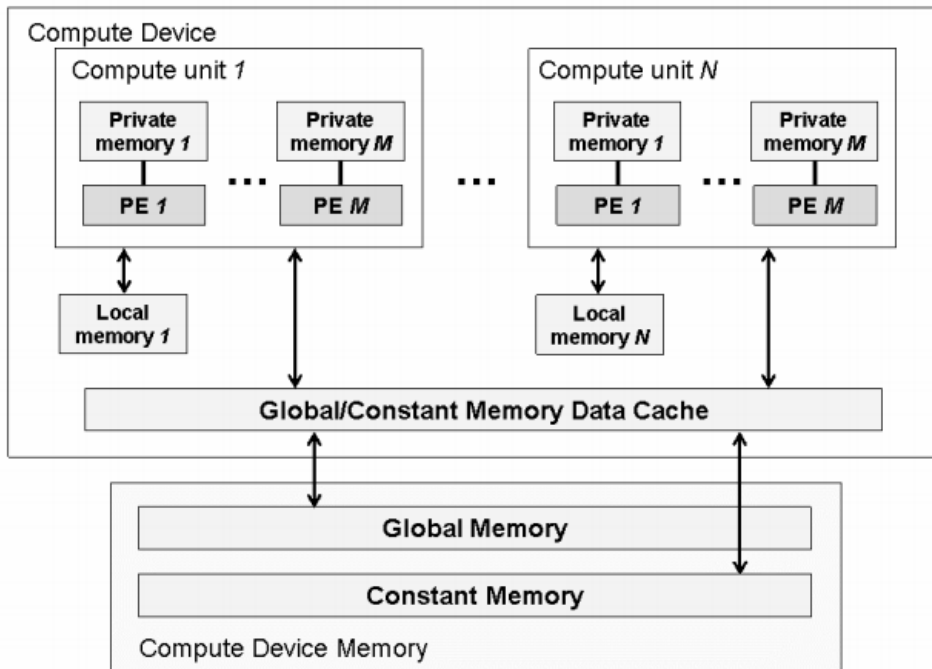 Compute Device
Compute unit 1
Compute unit N
Private
memory 1
Private
memory M
Private
memory 1
Private
memory M
...
...
...
PE 1
PE M
PE 1
PE M
Local
memory 1
Local
memory N
Global/Constant Memory Data Cache
Global Memory
Constant Memory
Compute Device Memory